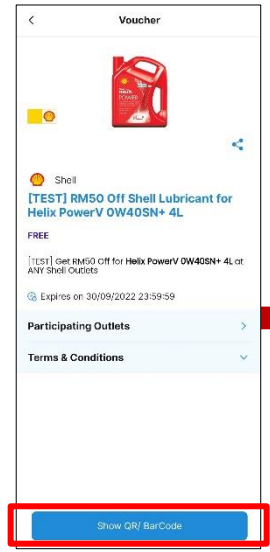 Voucher
HELIX
POWER
Shell
[TEST] RM50 Off Shell Lubricant for
Helix PowerV 0W40SN+ 4L
FREE
[TEST] Get RM50 Off for Helix PowerV 0W40SN+ 4L at
ANY Shell Outlets
Expires on 30/09/2022 23:59:59
Participating Outlets
Terms & Conditions
Show QR/ BarCode